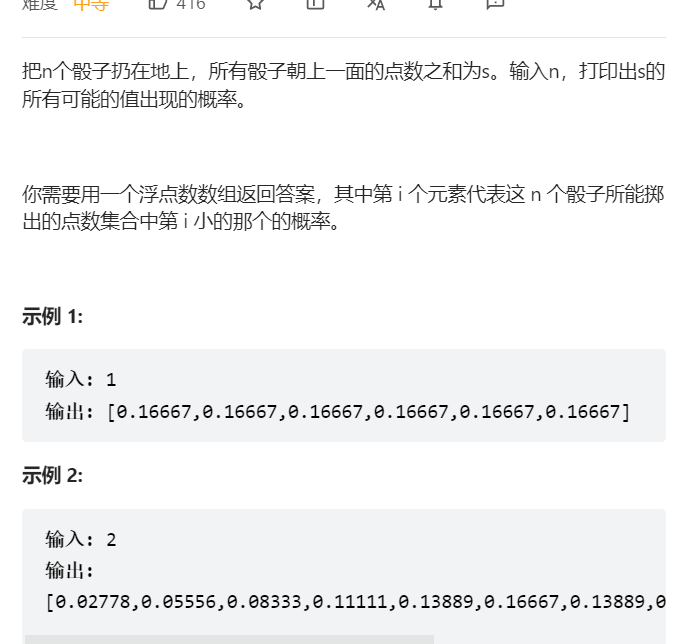 难度 中等 416
把n个骰子扔在地上，所有骰子朝上一面的点数之和为s。输入n，打印出s的
所有可能的值出现的概率。
你需要用一个浮点数数组返回答案，其中第 i 个元素代表这 n 个骰子所能掷
出的点数集合中第 i 小的那个的概率。
示例 1:
输入: 1
输出: [0.16667,0.16667,0.16667,0.16667,0.16667,0.16667]
示例 2:
输入: 2
输出:
[0.02778,0.05556,0.08333,0.11111,0.13889,0.16667,0.13889,0